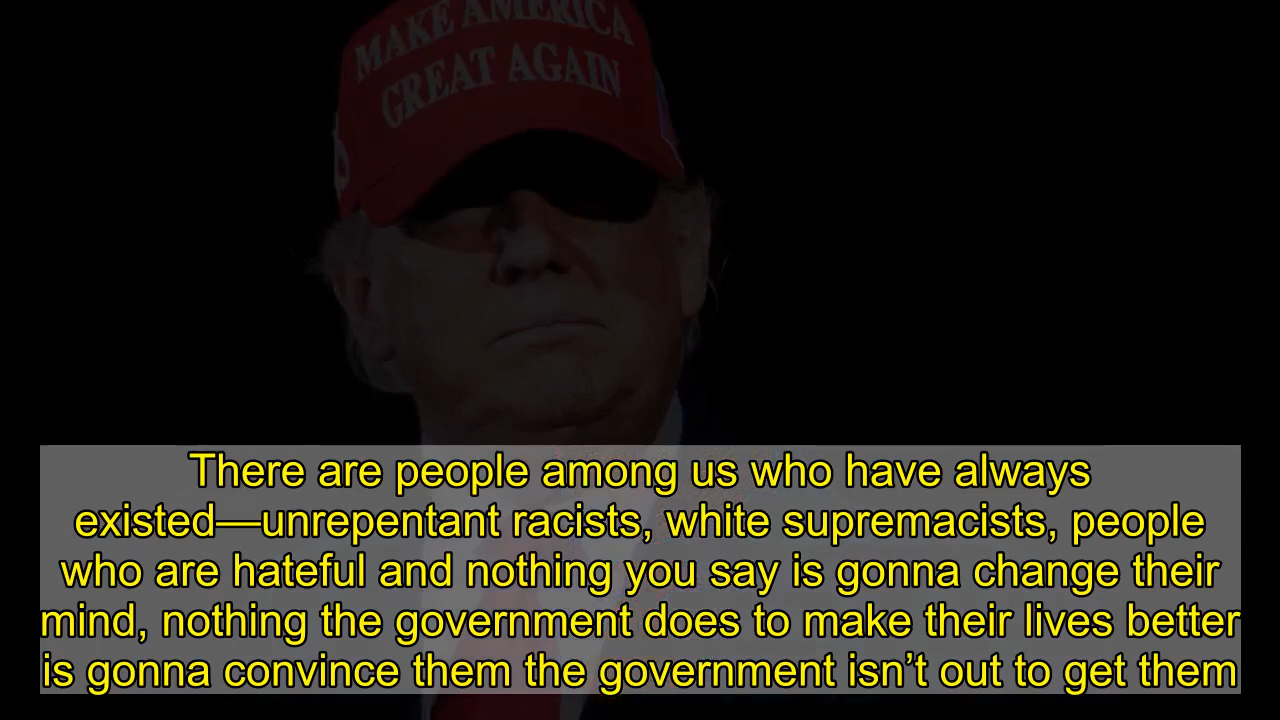 MAKE AMERICA
GREAT AGAIN
There are people among us who have always
existed—unrepentant racists, white supremacists, people
who are hateful and nothing you say is gonna change their
mind, nothing the government does to make their lives better
is gonna convince them the government isn’t out to get them